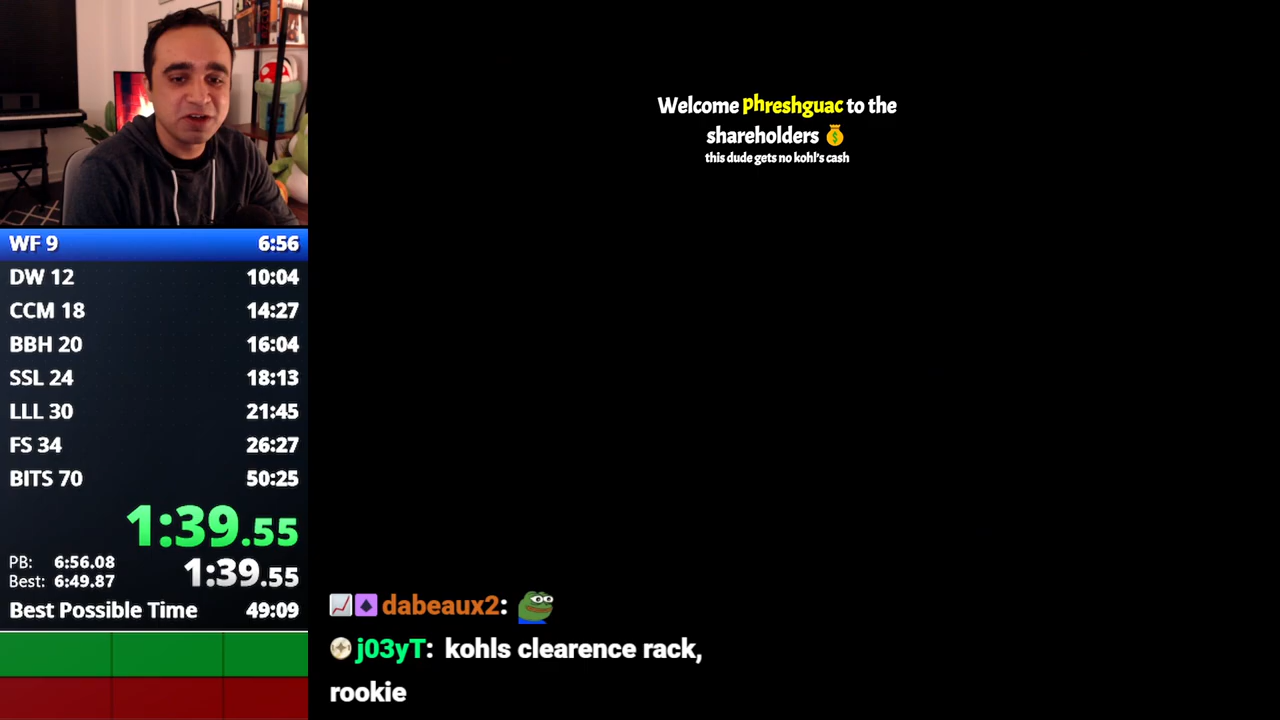 Welcome phreshguac to the
shareholders 💰
this dude gets no kohl's cash
WF 9 6:56
DW 12 10:04
CCM 18 14:27
BBH 20 16:04
SSL 24 18:13
LLL 30 21:45
FS 34 26:27
BITS 70 50:25
1:39.55
PB: 6:56.08
Best: 6:49.87
1:39.55
Best Possible Time 49:09
dabeaux2:
j03yT: kohls clearence rack,
rookie